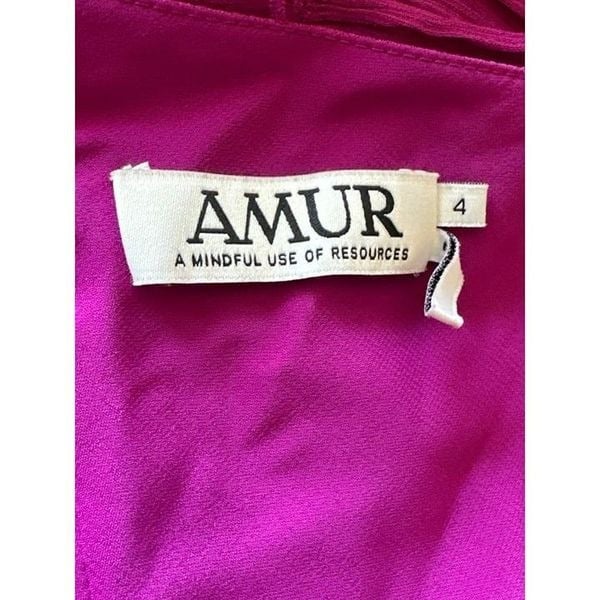 AMUR
A MINDFUL USE OF RESOURCES
4